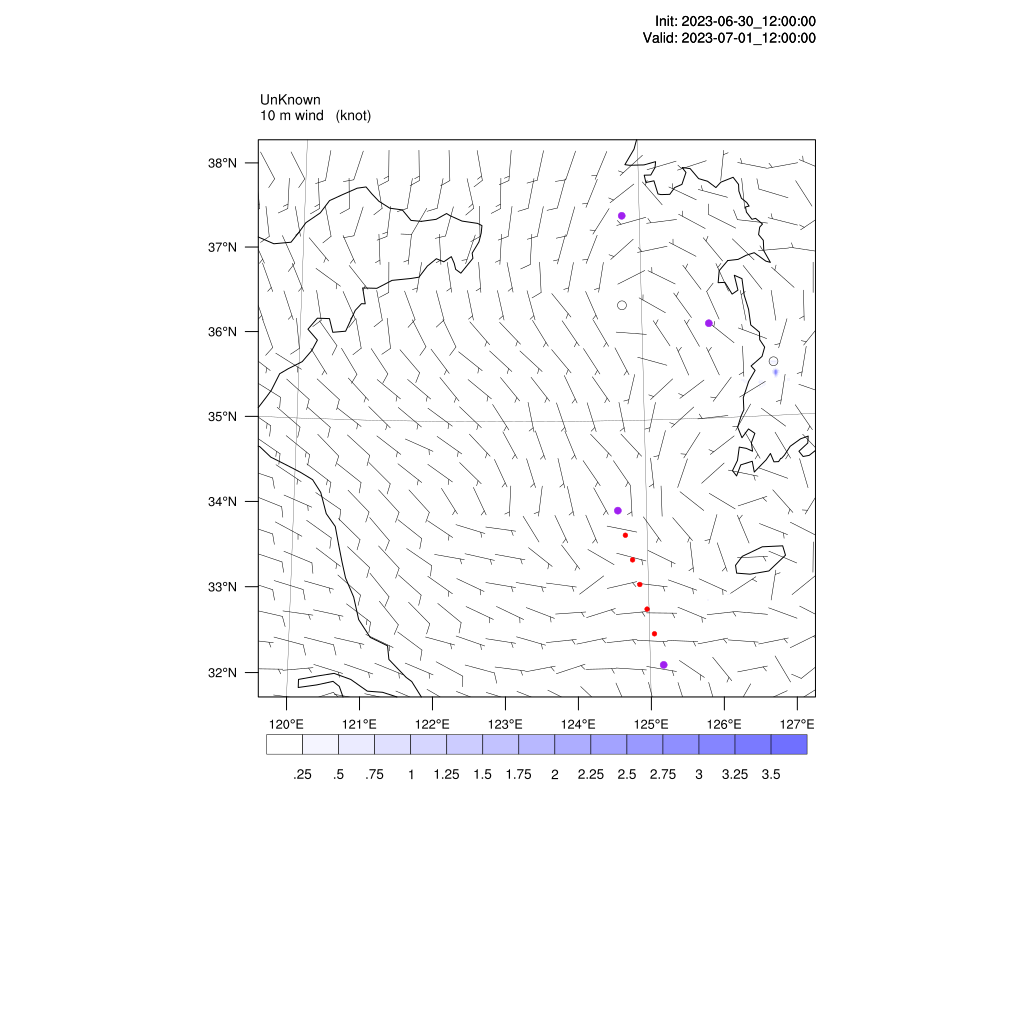 Init: 2023-06-30_12:00:00
Valid: 2023-07-01_12:00:00
UnKnown
10 m wind (knot)
38°N
37°N
36°N
35°N
34°N
33°N
32°N
120°E 121°E 122°E 123°E 124°E 125°E 126°E 127°E
.25 .5 .75 1 1.25 1.5 1.75 2 2.25 2.5 2.75 3 3.25 3.5